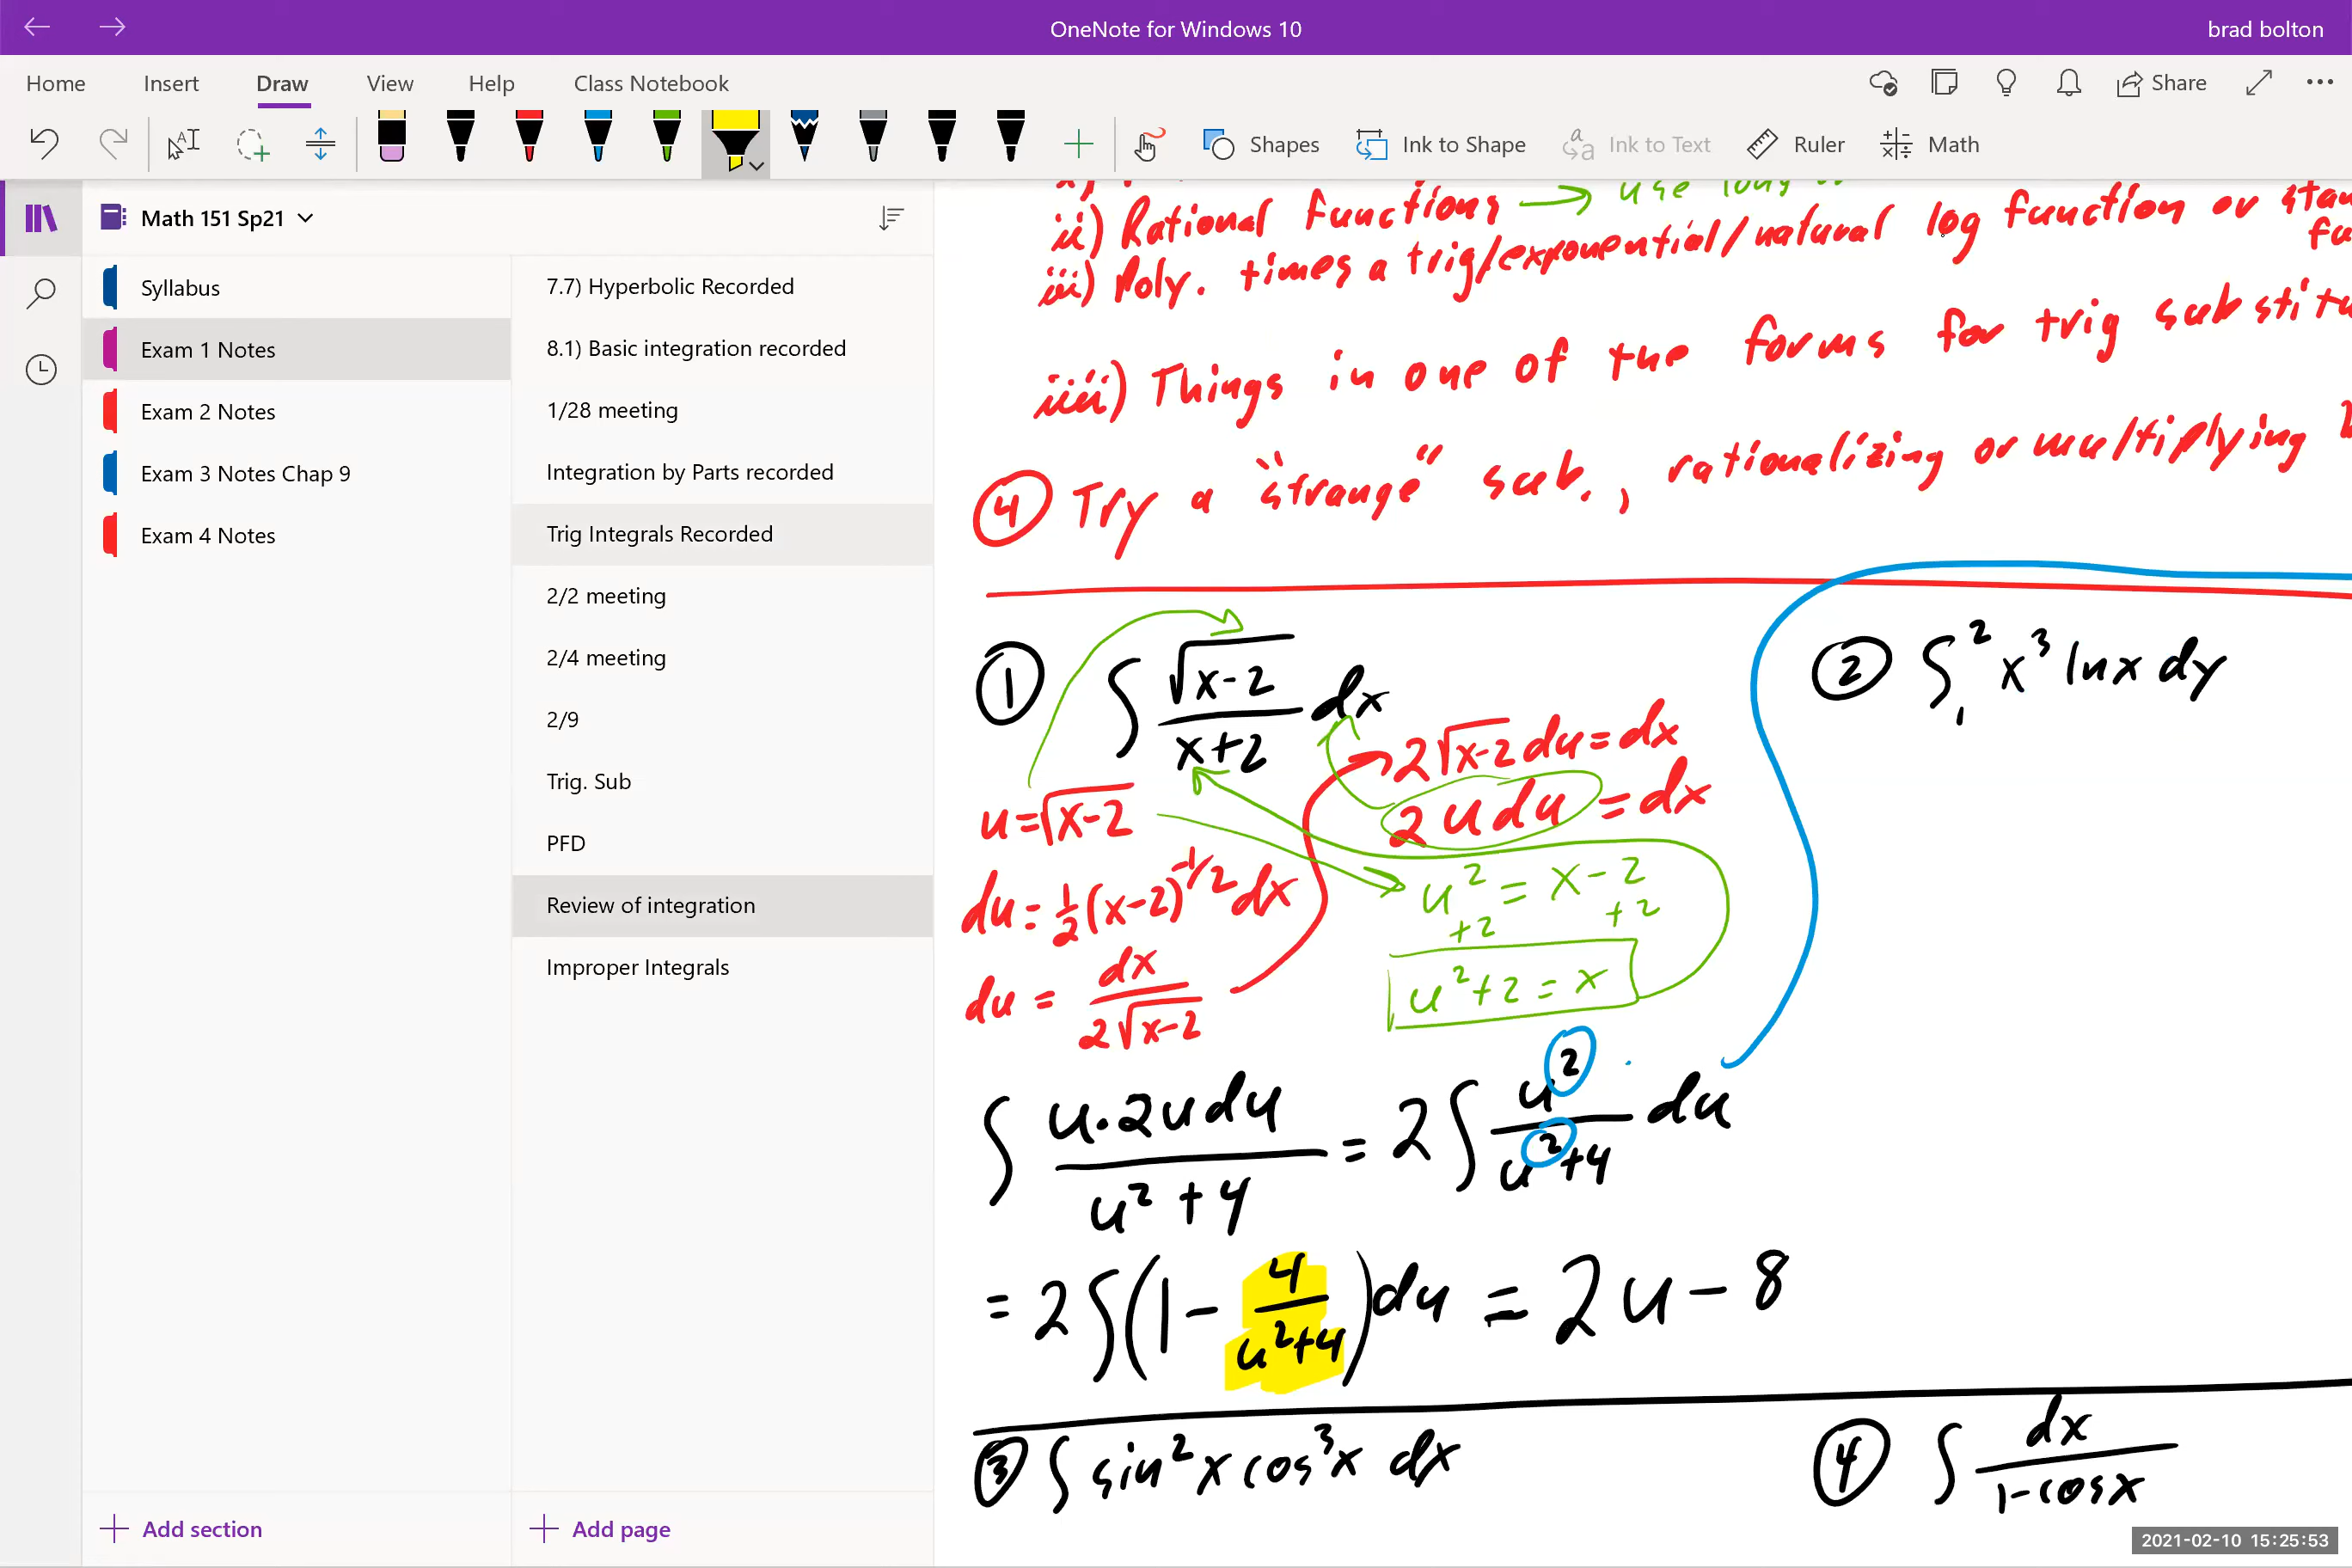 OneNote for Windows 10
brad bolton
Home Insert Draw View Help Class Notebook Share
Shapes Ink to Shape Ink to Text Ruler Math
Math 151 Sp21
Syllabus
Exam 1 Notes
Exam 2 Notes
Exam 3 Notes Chap 9
Exam 4 Notes
Add section
7.7) Hyperbolic Recorded
8.1) Basic integration recorded
1/28 meeting
Integration by Parts recorded
Trig Integrals Recorded
2/2 meeting
2/4 meeting
2/9
Trig. Sub
PFD
Review of integration
Improper Integrals
Add page
ii) Rational Functions → use long
iii) Poly. times a trig/exponential/natural log function or
iiii) Things in one of the forms for trig
④ Try a "strange" sub., rationalizing or multiplying
① ∫ √(x-2)/(x+2) dx
u=√(x-2)
du=½(x-2)^(-1/2) dx
du = dx/(2√(x-2))
2√(x-2) du=dx
2udu=dx
u²=x-2
+2 +2
u²+2=x
∫ u·2udu/(u²+4) = 2∫ u²/(u²+4) du
=2∫(1-4/(u²+4))du = 2u-8
② ∫₁² x³ lnx dy
③ ∫ sin²x cos³x dx
④ ∫ dx/(1-cosx)
2021-02-10 15:25:53